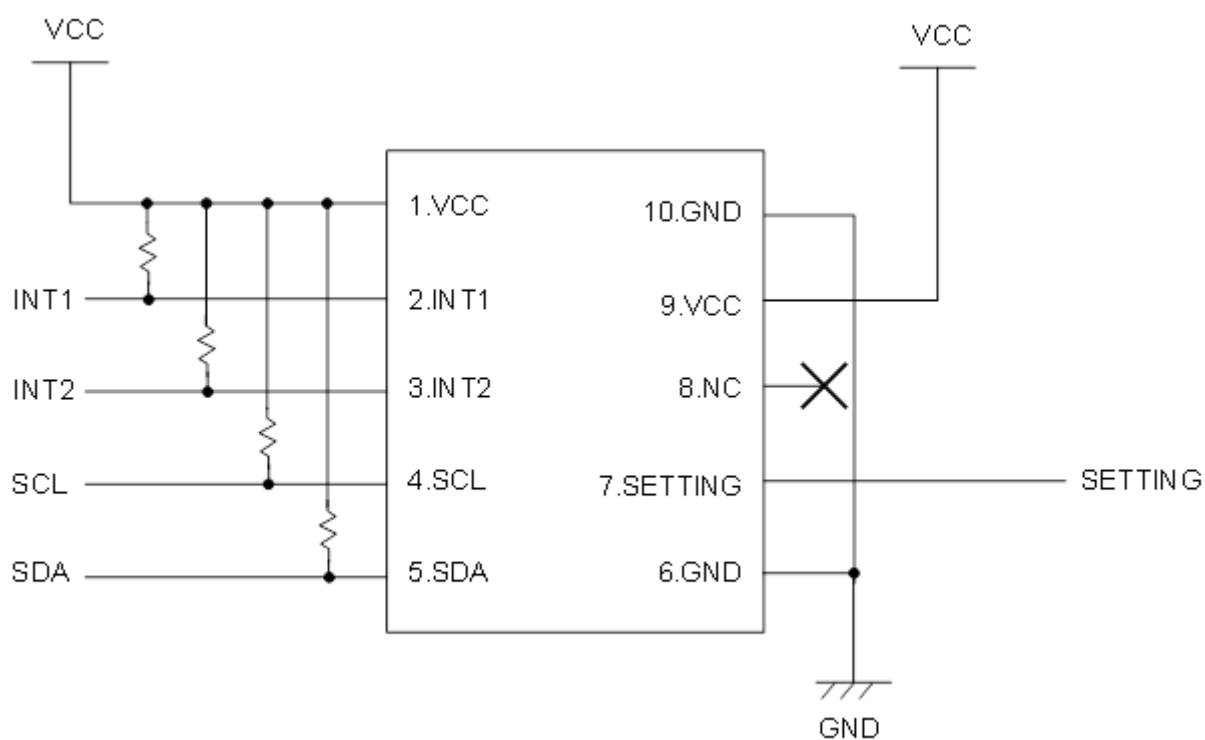 VCC
VCC
1.VCC
10.GND
INT1
2.INT1
9.VCC
INT2
3.INT2
8.NC
SCL
4.SCL
7.SETTING
SETTING
SDA
5.SDA
6.GND
GND